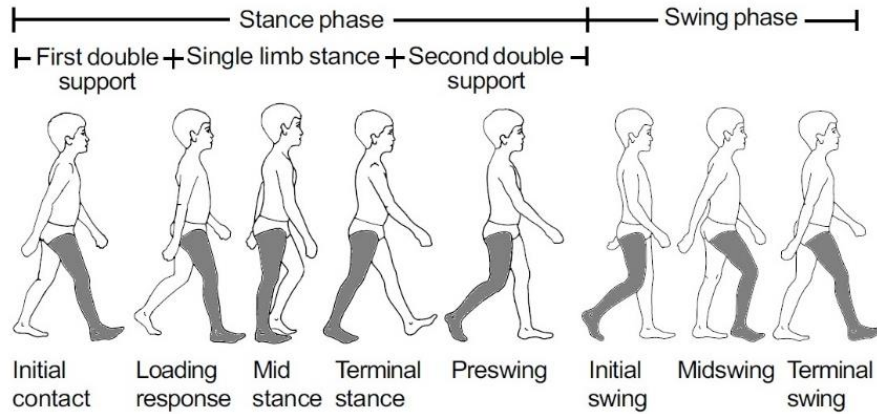 Stance phase
Swing phase
First double
support
Single limb stance
Second double
support
Initial
contact
Loading
response
Mid
stance
Terminal
stance
Preswing
Initial
swing
Midswing
Terminal
swing